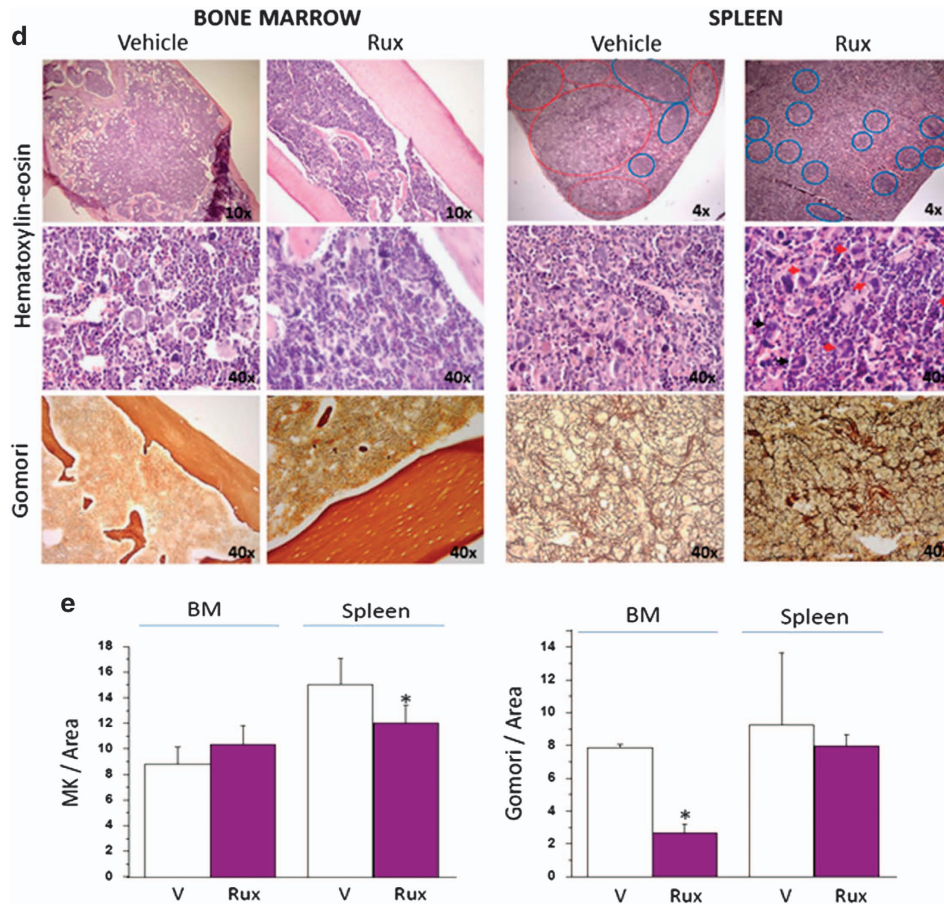 d
BONE MARROW SPLEEN
Vehicle Rux Vehicle Rux
Hematoxylin-eosin
10x 10x 4x 4x
40x 40x 40x 40x
Gomori
40x 40x 40x 40x
e
BM Spleen
MK / Area
18
16
14
12
10
8
6
4
2
0
*
V Rux V Rux
BM Spleen
Gomori / Area
14
12
10
8
6
4
2
0
*
V Rux V Rux